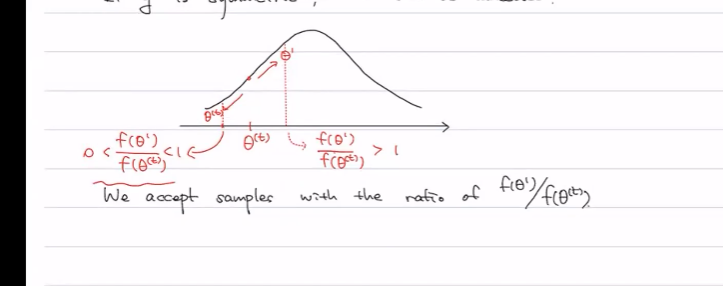 is symmetric,
θ'
θ(t)
θ(t)
0 < f(θ')/f(θ(t)) < 1
f(θ')/f(θ(t)) > 1
We accept samples with the ratio of f(θ')/f(θ(t)).